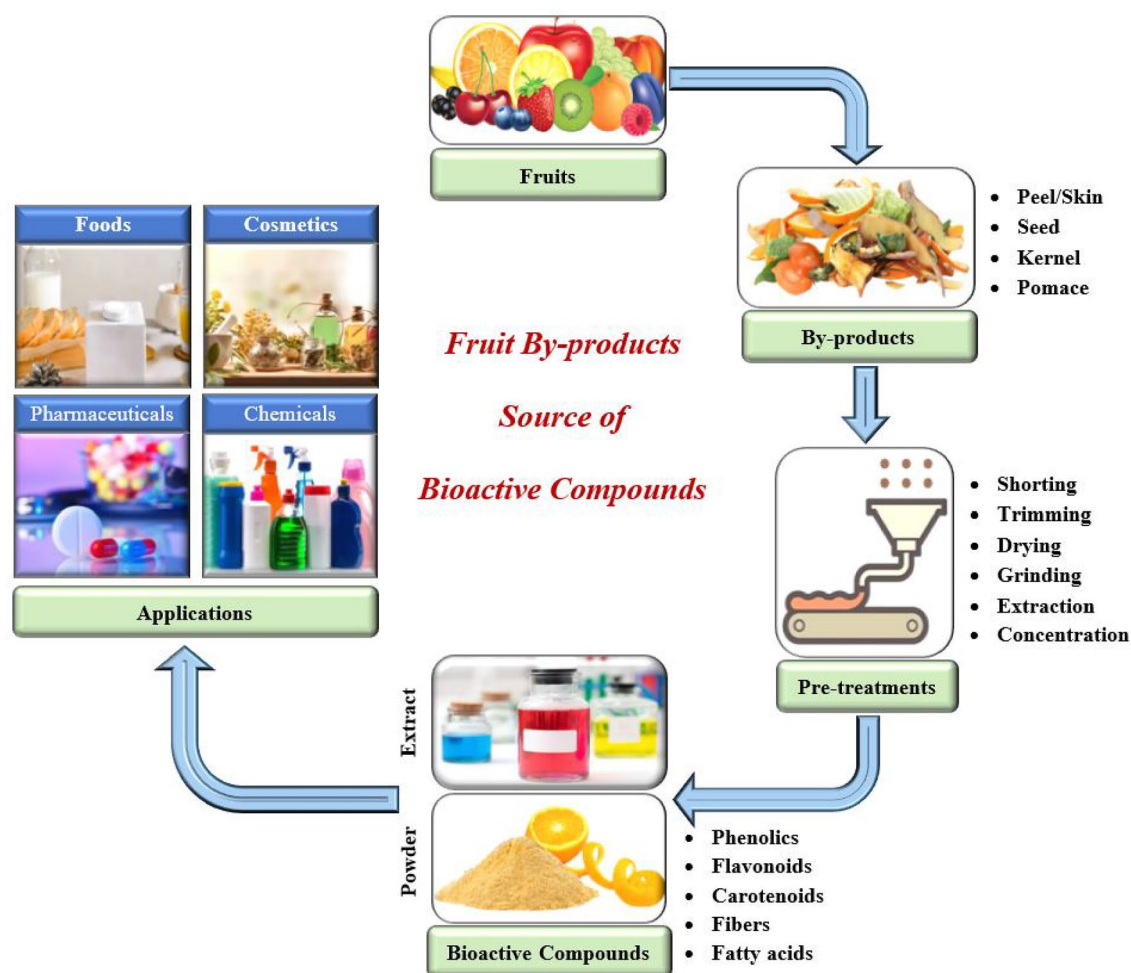 Fruits
By-products
• Peel/Skin
• Seed
• Kernel
• Pomace
Fruit By-products
Source of
Bioactive Compounds
Pre-treatments
• Shorting
• Trimming
• Drying
• Grinding
• Extraction
• Concentration
Extract
Powder
Bioactive Compounds
• Phenolics
• Flavonoids
• Carotenoids
• Fibers
• Fatty acids
Foods
Cosmetics
Pharmaceuticals
Chemicals
Applications